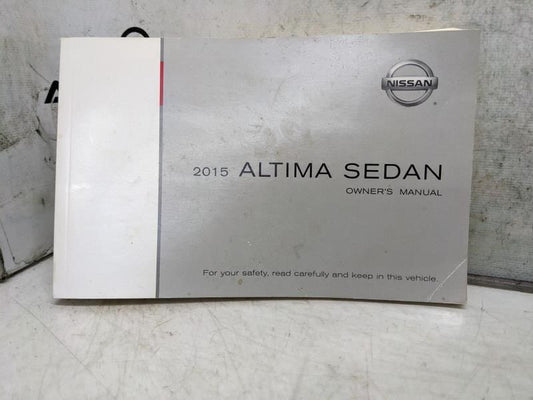 NISSAN
2015 ALTIMA SEDAN
OWNER'S MANUAL
For your safety, read carefully and keep in this vehicle.